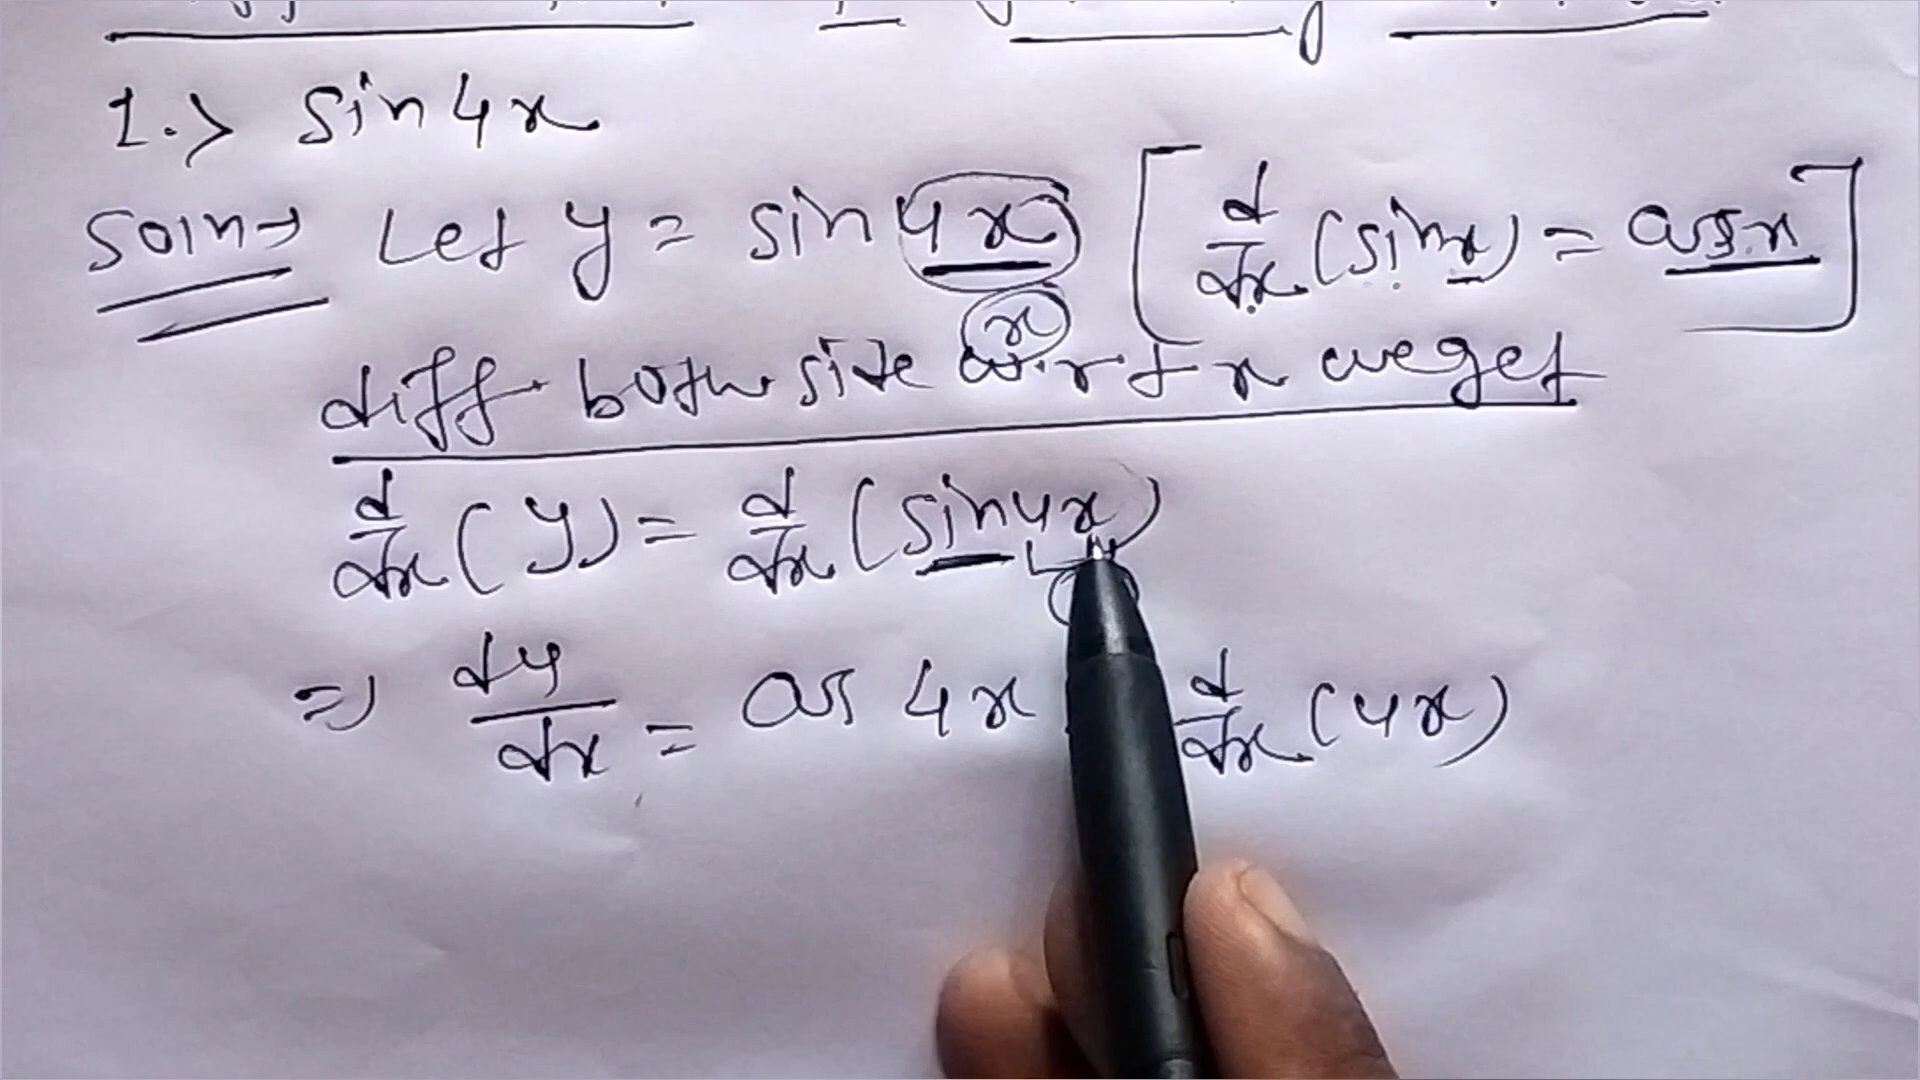 1.> sin 4x
Soln→ Let y = sin 4x [d/dx (sin x) = cos x]
x
diff both side w.r.t x we get
d/dx (y) = d/dx (sin 4x)
⇒ dy/dx = cos 4x d/dx (4x)